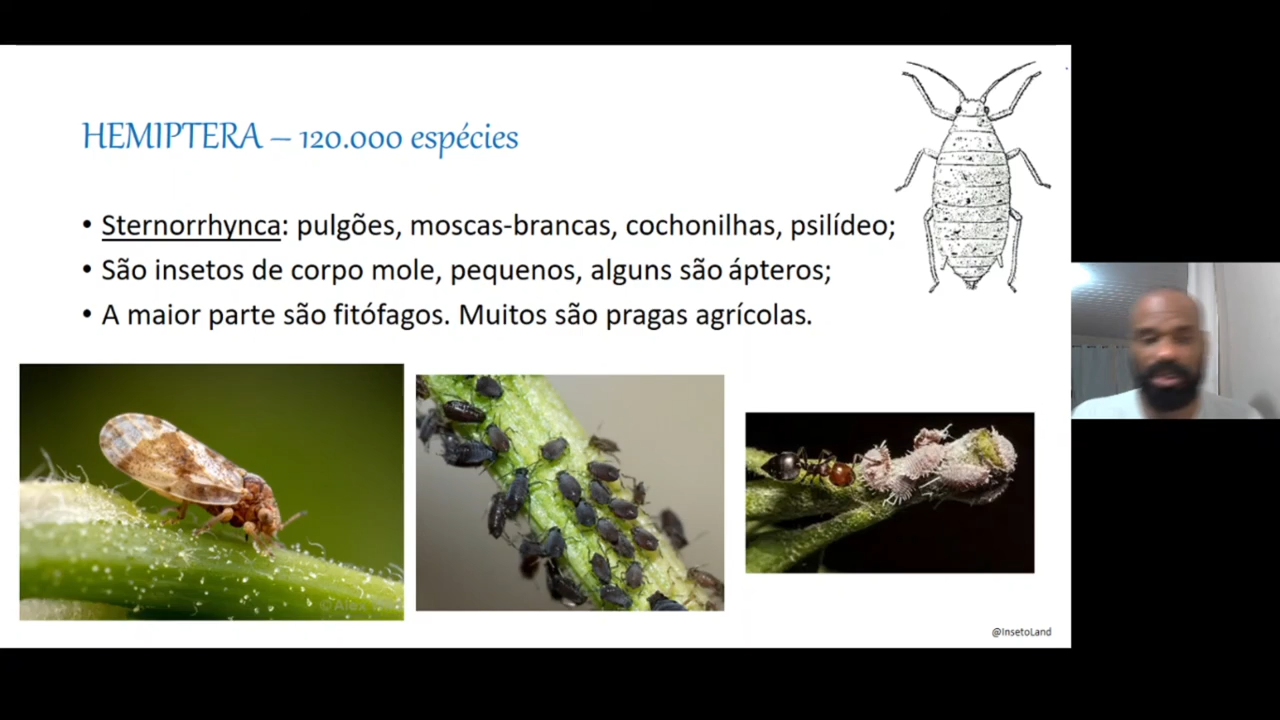 HEMIPTERA – 120.000 espécies
• Sternorrhynca: pulgões, moscas-brancas, cochonilhas, psilídeo;
• São insetos de corpo mole, pequenos, alguns são ápteros;
• A maior parte são fitófagos. Muitos são pragas agrícolas.
©Alex
@InsetoLand